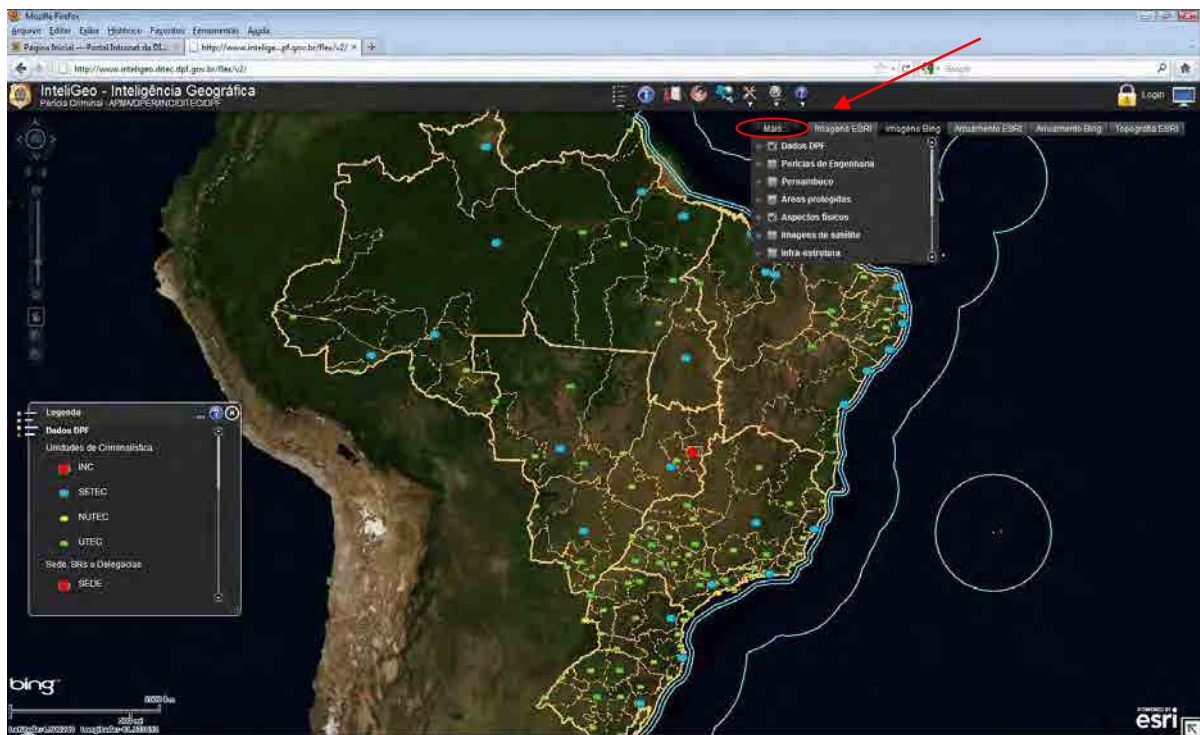 Mozilla Firefox
Arquivo Editar Exibir Histórico Favoritos Ferramentas Ajuda
Página Inicial — Portal Intranet da DI... http://www.intelige...pf.gov.br/flex/v2/
http://www.inteligeo.ditec.dpf.gov.br/flex/v2/ Google
InteliGeo - Inteligência Geográfica
Perícia Criminal - APMA/DPER/INC/DITEC/DPF
Login
Mais... Imagens ESRI Imagens Bing Arruamento ESRI Arruamento Bing Topografia ESRI
Dados DPF
Perícias de Engenharia
Pernambuco
Áreas protegidas
Aspectos físicos
Imagens de satélite
Infra-estrutura
Legenda
Dados DPF
Unidades de Criminalística
INC
SETEC
NUTEC
UTEC
Sede, SRs e Delegacias
SEDE
bing
POWERED BY
esri